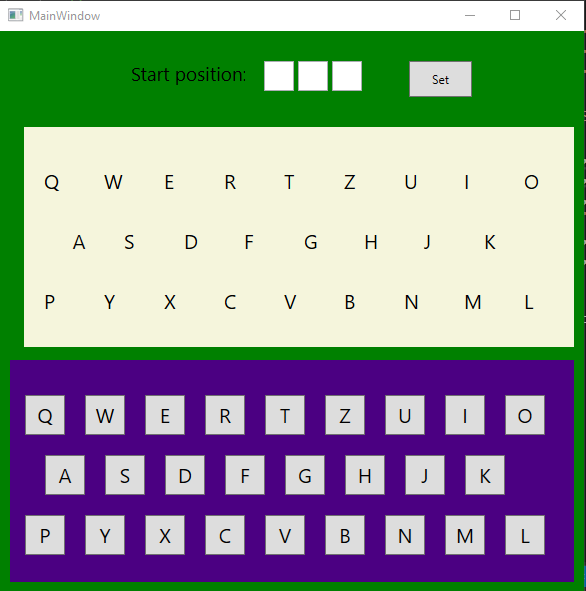 MainWindow
Start position: Set
Q W E R T Z U I O
A S D F G H J K
P Y X C V B N M L
Q W E R T Z U I O
A S D F G H J K
P Y X C V B N M L